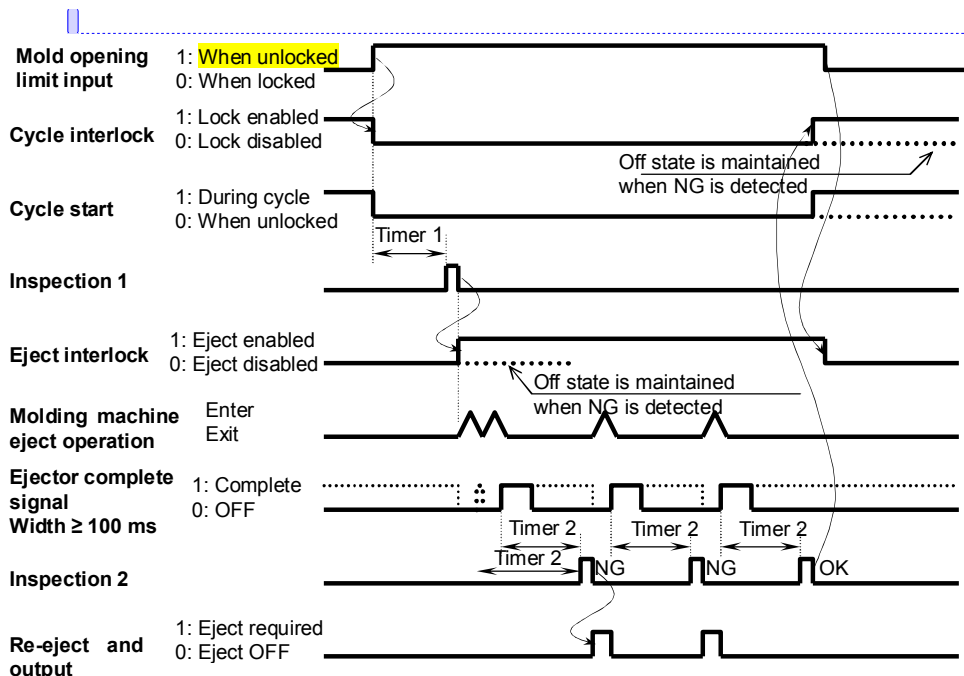 Mold opening
limit input
1: When unlocked
0: When locked
Cycle interlock
1: Lock enabled
0: Lock disabled
Off state is maintained
when NG is detected
Cycle start
1: During cycle
0: When unlocked
Timer 1
Inspection 1
Eject interlock
1: Eject enabled
0: Eject disabled
Off state is maintained
when NG is detected
Molding machine
eject operation
Enter
Exit
Ejector complete
signal
Width ≥ 100 ms
1: Complete
0: OFF
Timer 2
Timer 2
Timer 2
Timer 2
Inspection 2
NG
NG
OK
Re-eject and
output
1: Eject required
0: Eject OFF